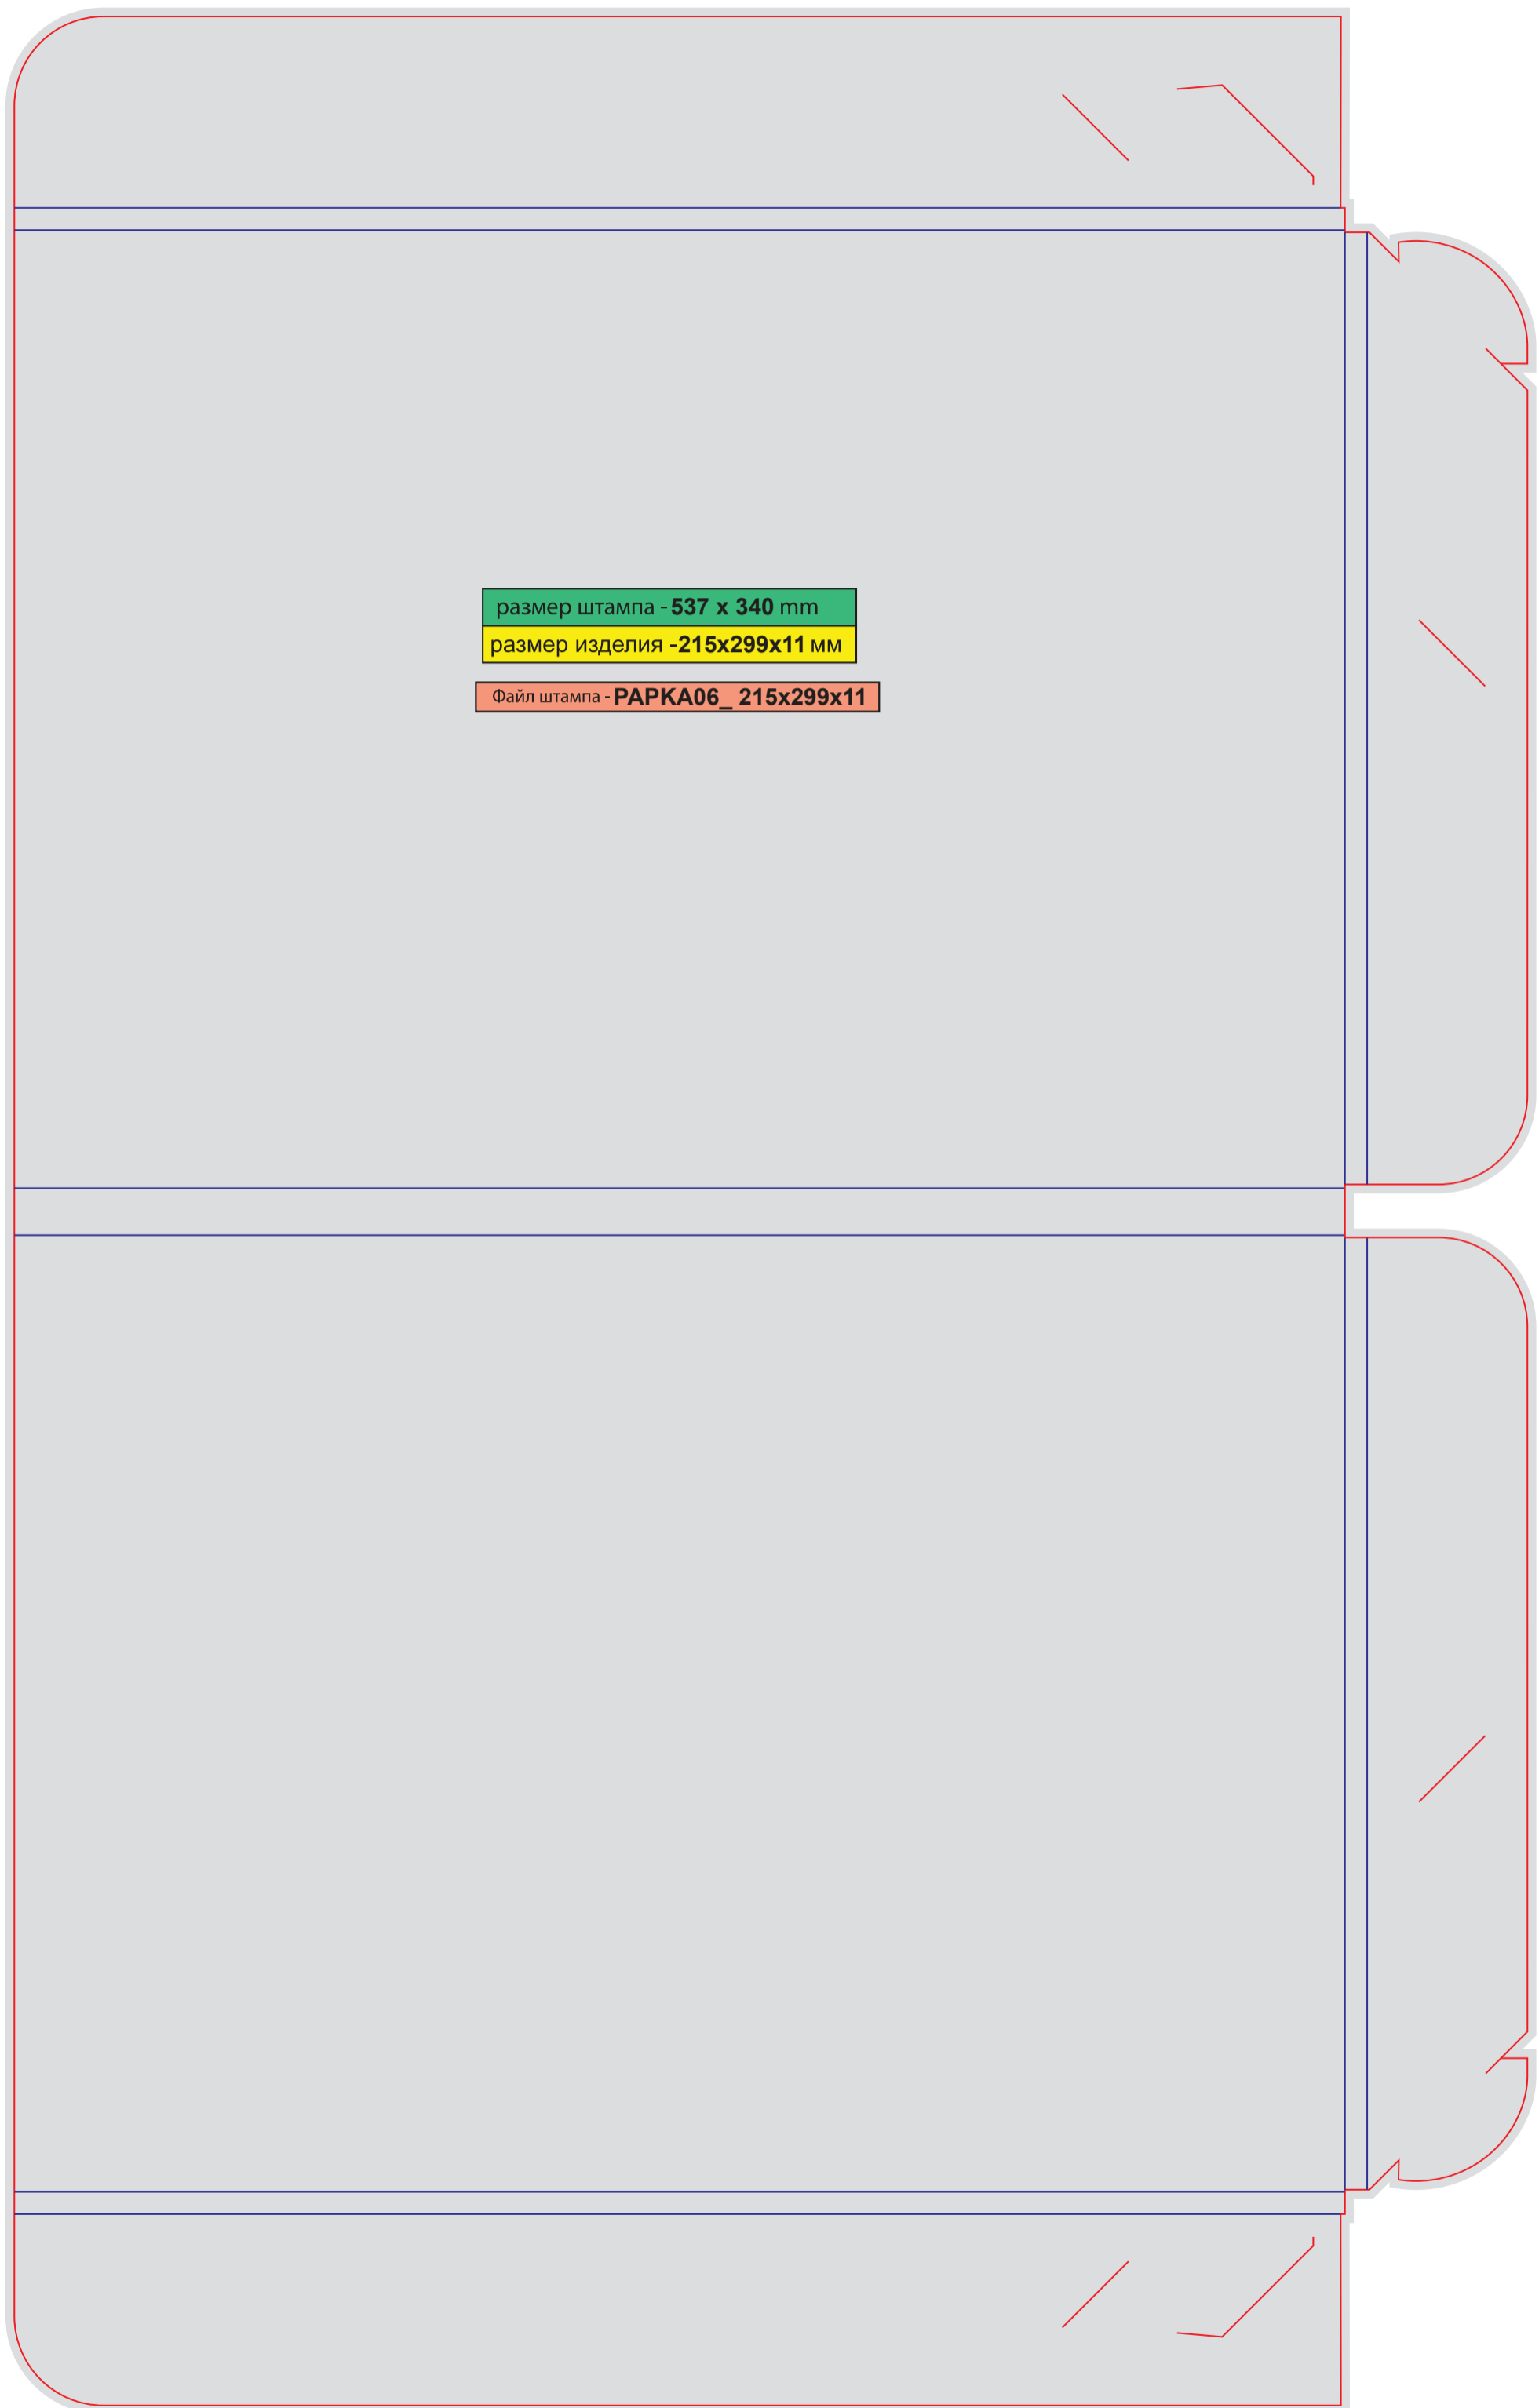 размер штампа - 537 x 340 mm
размер изделия -215x299x11 мм
Файл штампа - PAPKA06_ 215x299x11